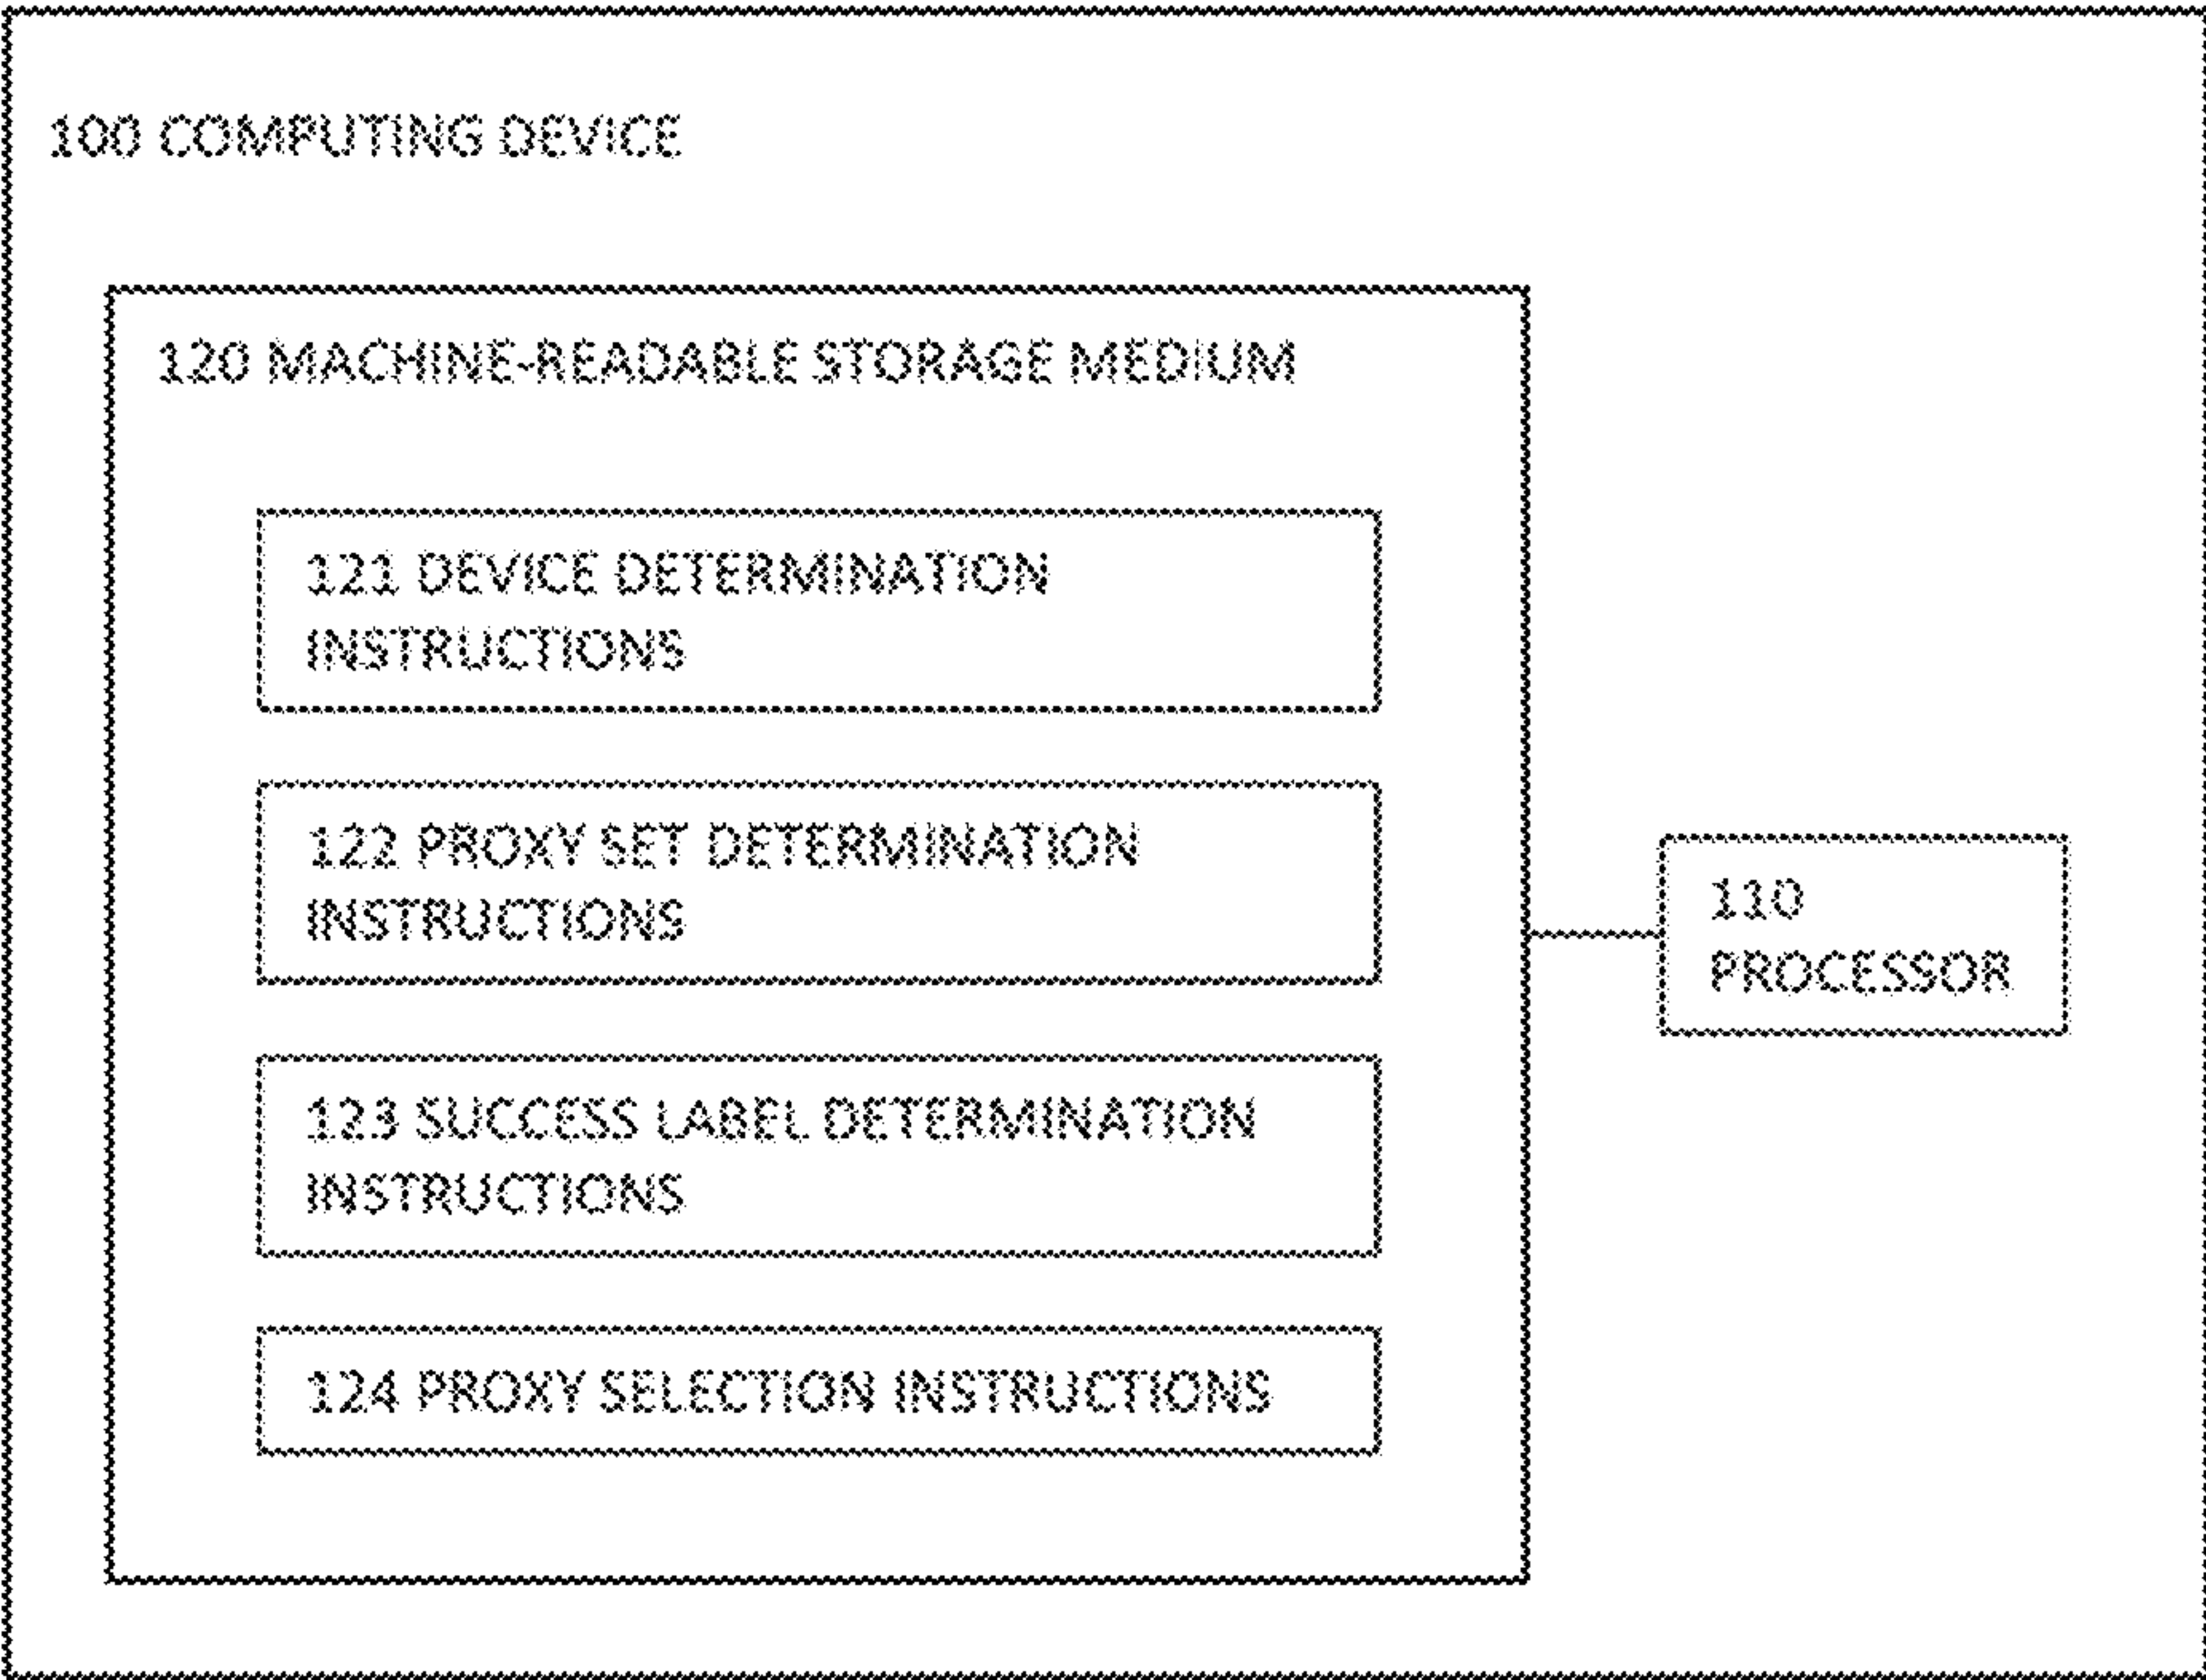 100 COMPUTING DEVICE
120 MACHINE-READABLE STORAGE MEDIUM
121 DEVICE DETERMINATION
INSTRUCTIONS
122 PROXY SET DETERMINATION
INSTRUCTIONS
123 SUCCESS LABEL DETERMINATION
INSTRUCTIONS
124 PROXY SELECTION INSTRUCTIONS
110
PROCESSOR